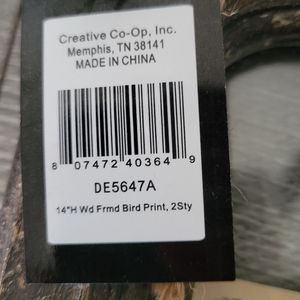 Creative Co-Op, Inc.
Memphis, TN 38141
MADE IN CHINA
8 07472 40364 9
DE5647A
14"H Wd Frmd Bird Print, 2Sty